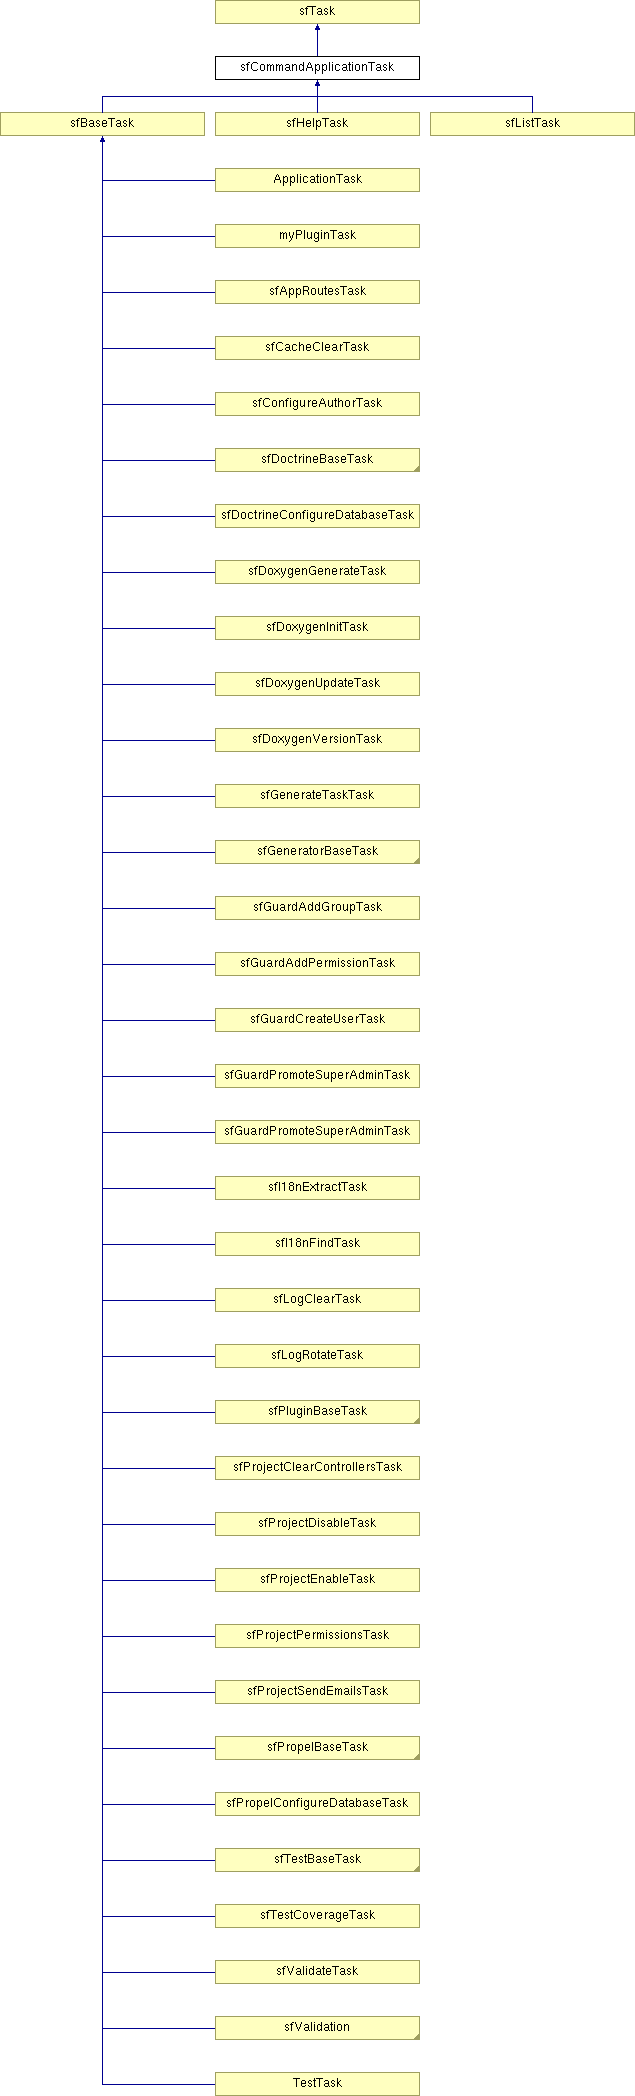 sfTask
sfCommandApplicationTask
sfBaseTask
sfHelpTask
sfListTask
ApplicationTask
myPluginTask
sfAppRoutesTask
sfCacheClearTask
sfConfigureAuthorTask
sfDoctrineBaseTask
sfDoctrineConfigureDatabaseTask
sfDoxygenGenerateTask
sfDoxygenInitTask
sfDoxygenUpdateTask
sfDoxygenVersionTask
sfGenerateTaskTask
sfGeneratorBaseTask
sfGuardAddGroupTask
sfGuardAddPermissionTask
sfGuardCreateUserTask
sfGuardPromoteSuperAdminTask
sfGuardPromoteSuperAdminTask
sfI18nExtractTask
sfI18nFindTask
sfLogClearTask
sfLogRotateTask
sfPluginBaseTask
sfProjectClearControllersTask
sfProjectDisableTask
sfProjectEnableTask
sfProjectPermissionsTask
sfProjectSendEmailsTask
sfPropelBaseTask
sfPropelConfigureDatabaseTask
sfTestBaseTask
sfTestCoverageTask
sfValidateTask
sfValidation
TestTask